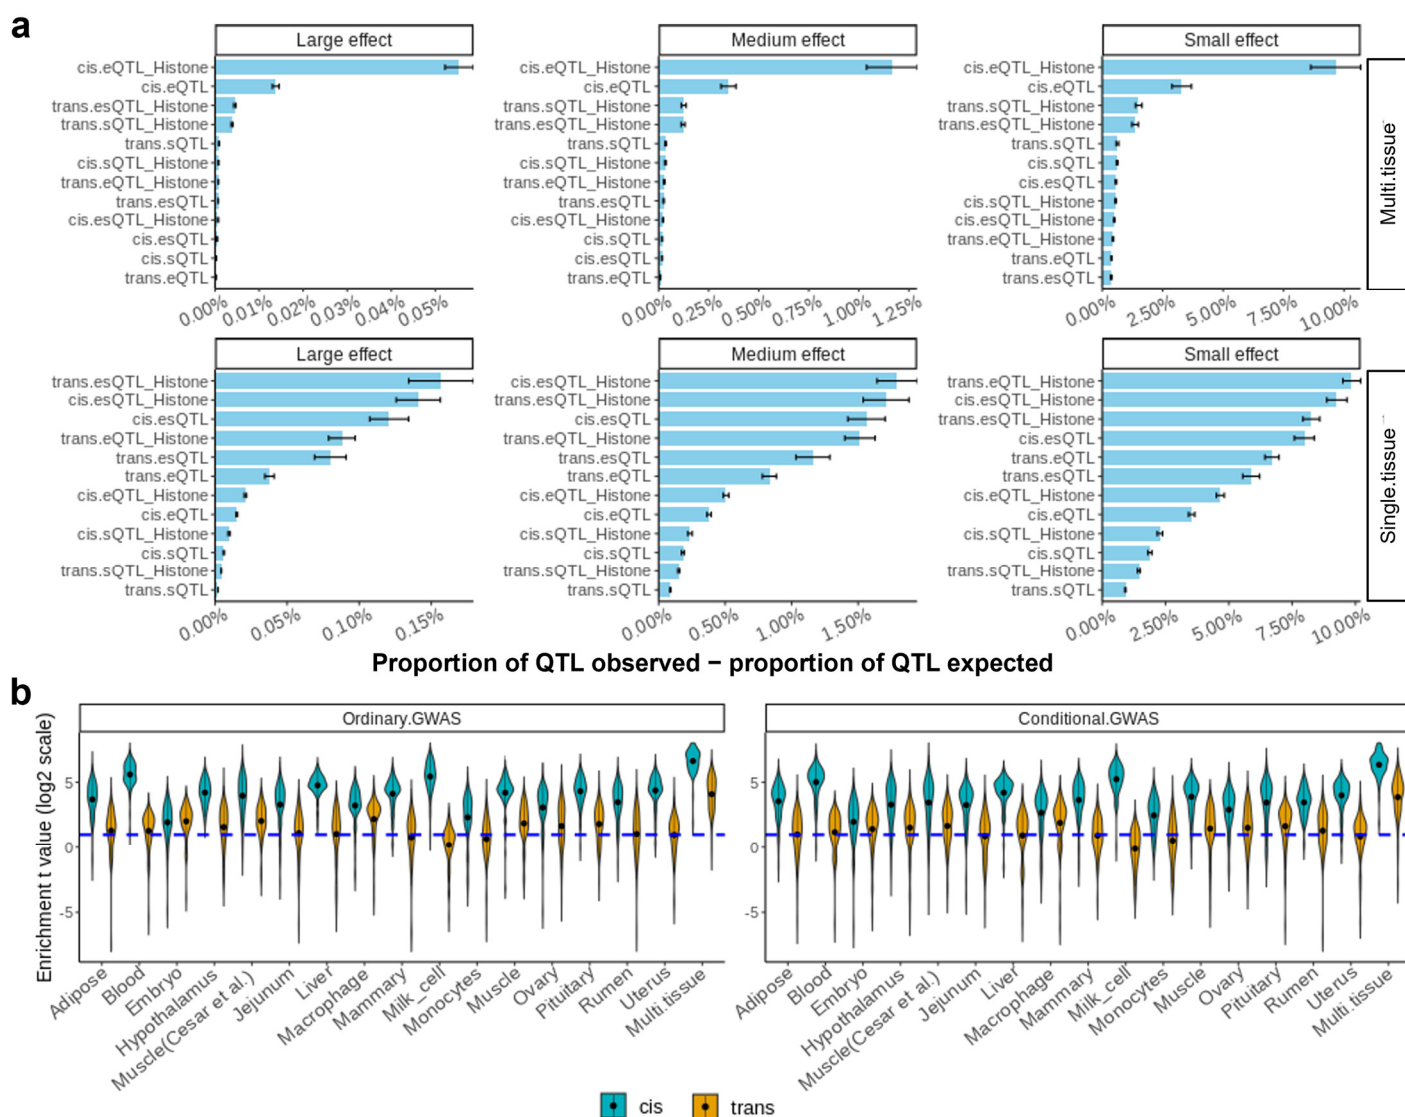 a
Large effect
Medium effect
Small effect
cis.eQTL_Histone
cis.eQTL
trans.esQTL_Histone
trans.sQTL_Histone
trans.sQTL
cis.sQTL_Histone
trans.eQTL_Histone
trans.esQTL
cis.esQTL_Histone
cis.esQTL
cis.sQTL
trans.eQTL
0.00% 0.01% 0.02% 0.03% 0.04% 0.05%
cis.eQTL_Histone
cis.eQTL
trans.sQTL_Histone
trans.esQTL_Histone
trans.sQTL
cis.sQTL_Histone
trans.eQTL_Histone
trans.esQTL
cis.esQTL_Histone
cis.sQTL
cis.esQTL
trans.eQTL
0.00% 0.25% 0.50% 0.75% 1.00% 1.25%
cis.eQTL_Histone
cis.eQTL
trans.sQTL_Histone
trans.esQTL_Histone
trans.sQTL
cis.sQTL
cis.esQTL
cis.sQTL_Histone
cis.esQTL_Histone
trans.eQTL_Histone
trans.eQTL
trans.esQTL
0.00% 2.50% 5.00% 7.50% 10.00%
Multi.tissue
Large effect
Medium effect
Small effect
trans.esQTL_Histone
cis.esQTL_Histone
cis.esQTL
trans.eQTL_Histone
trans.esQTL
trans.eQTL
cis.eQTL_Histone
cis.eQTL
cis.sQTL_Histone
cis.sQTL
trans.sQTL_Histone
trans.sQTL
0.00% 0.05% 0.10% 0.15%
cis.esQTL_Histone
trans.esQTL_Histone
cis.esQTL
trans.eQTL_Histone
trans.esQTL
trans.eQTL
cis.eQTL_Histone
cis.eQTL
cis.sQTL_Histone
cis.sQTL
trans.sQTL_Histone
trans.sQTL
0.00% 0.50% 1.00% 1.50%
trans.eQTL_Histone
cis.esQTL_Histone
trans.esQTL_Histone
cis.esQTL
trans.eQTL
trans.esQTL
cis.eQTL_Histone
cis.eQTL
cis.sQTL_Histone
cis.sQTL
trans.sQTL_Histone
trans.sQTL
0.00% 2.50% 5.00% 7.50% 10.00%
Single.tissue
Proportion of QTL observed − proportion of QTL expected
b
Enrichment t value (log2 scale)
Ordinary.GWAS
Conditional.GWAS
5
0
-5
5
0
-5
Adipose
Blood
Embryo
Hypothalamus
Muscle(Cesar et al.)
Jejunum
Liver
Macrophage
Mammary
Milk_cell
Monocytes
Muscle
Ovary
Pituitary
Rumen
Uterus
Multi.tissue
Adipose
Blood
Embryo
Hypothalamus
Muscle(Cesar et al.)
Jejunum
Liver
Macrophage
Mammary
Milk_cell
Monocytes
Muscle
Ovary
Pituitary
Rumen
Uterus
Multi.tissue
cis trans